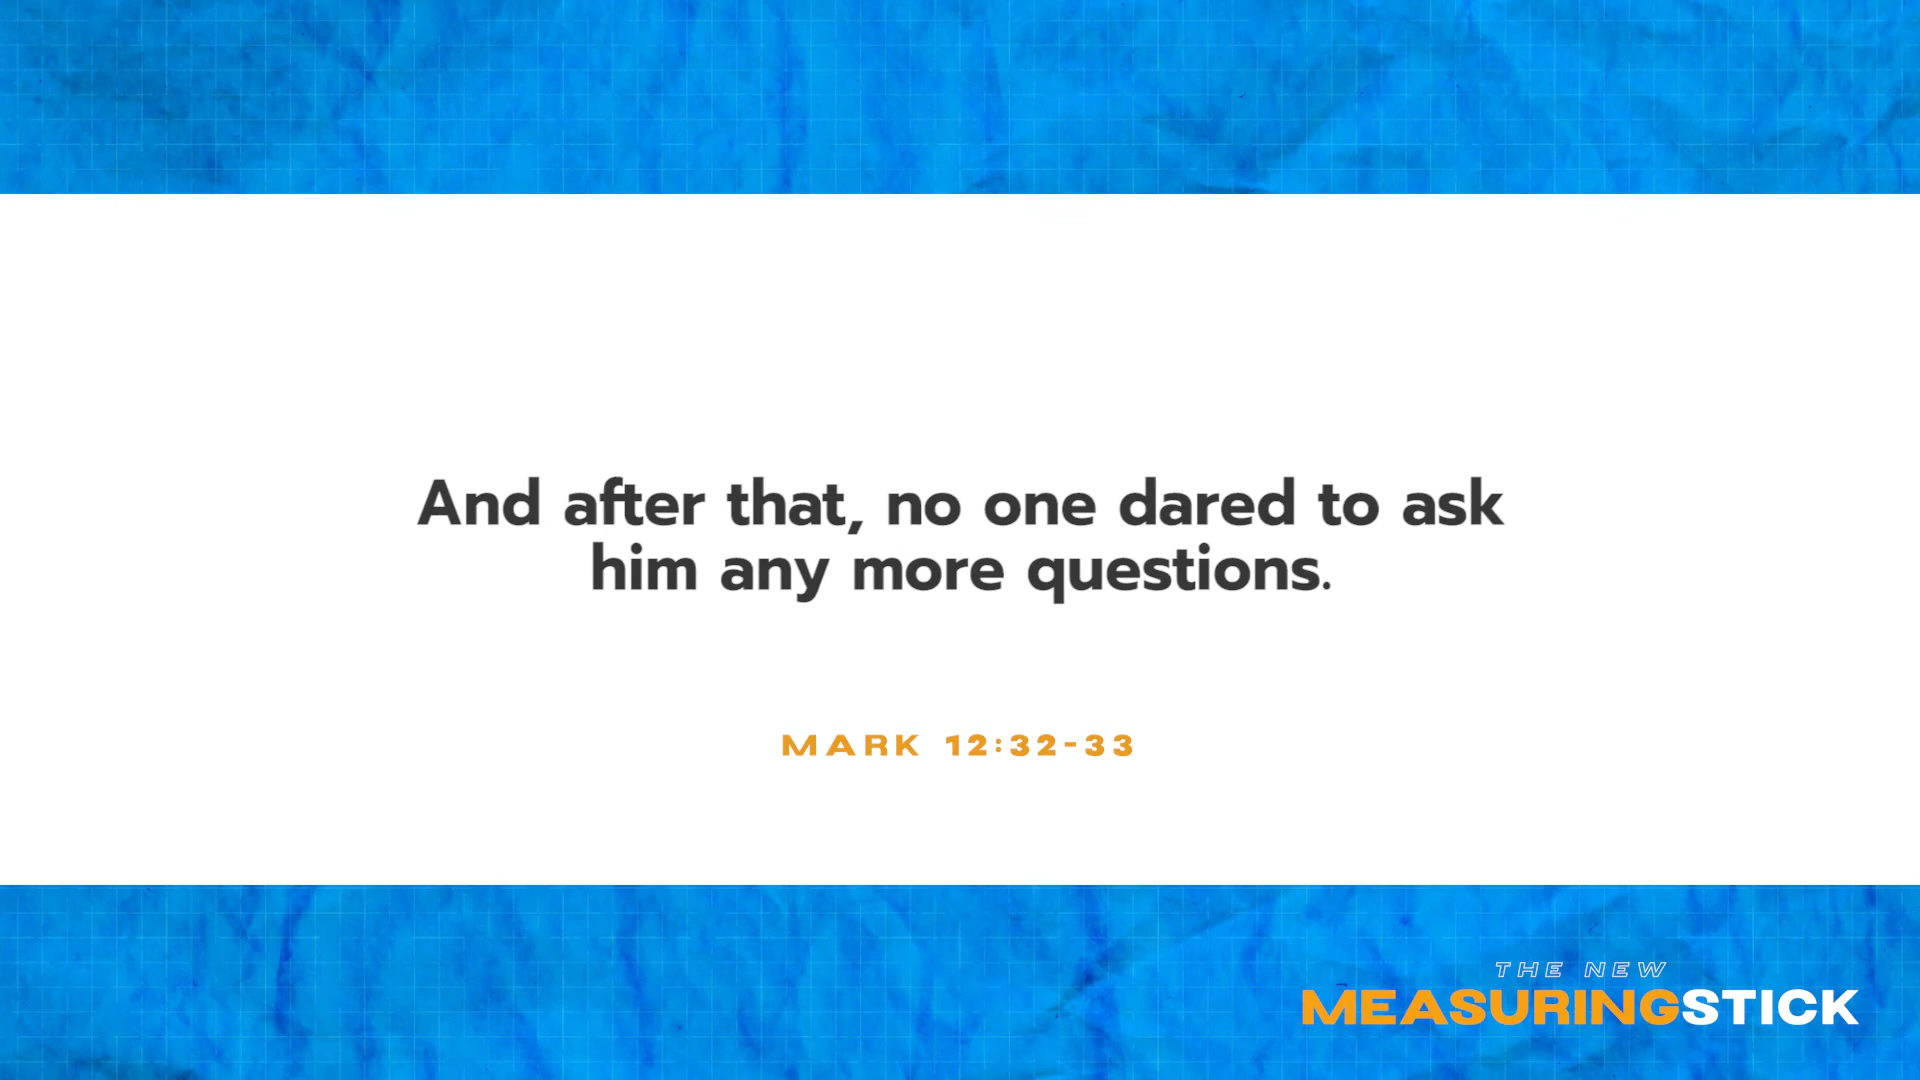 And after that, no one dared to ask
him any more questions.
MARK 12:32-33
THE NEW
MEASURINGSTICK